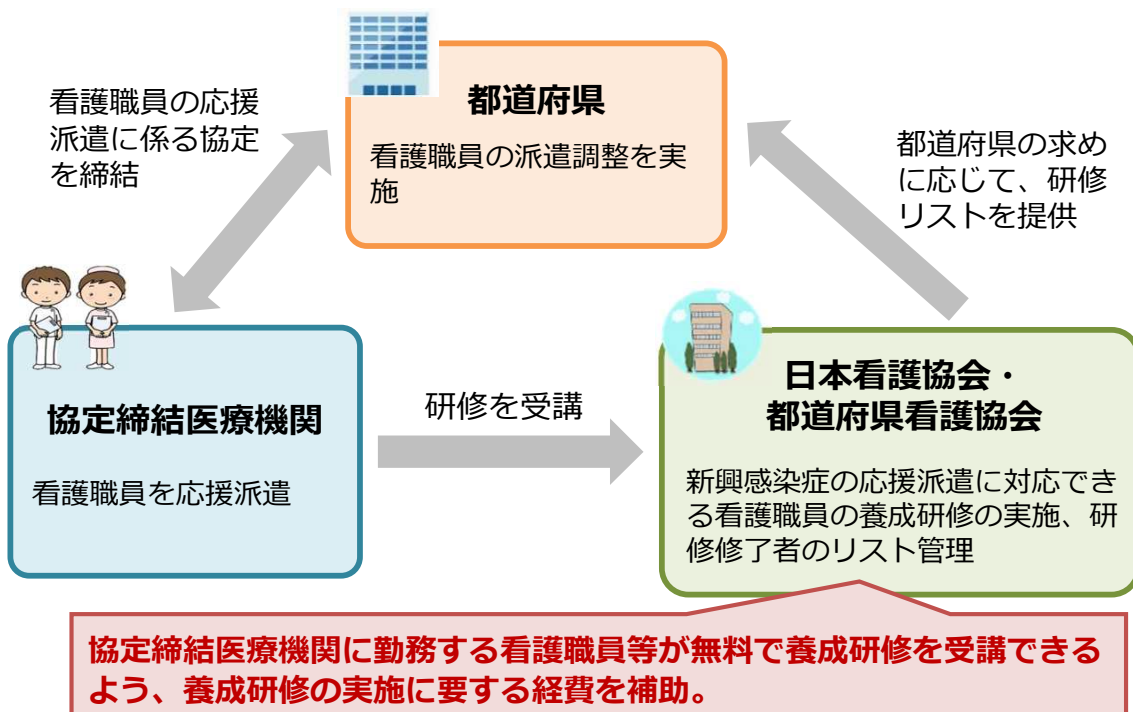 都道府県
看護職員の派遣調整を実
施
看護職員の応援
派遣に係る協定
を締結
都道府県の求め
に応じて、研修
リストを提供
協定締結医療機関
看護職員を応援派遣
研修を受講
日本看護協会・
都道府県看護協会
新興感染症の応援派遣に対応でき
る看護職員の養成研修の実施、研
修修了者のリスト管理
協定締結医療機関に勤務する看護職員等が無料で養成研修を受講できる
よう、養成研修の実施に要する経費を補助。